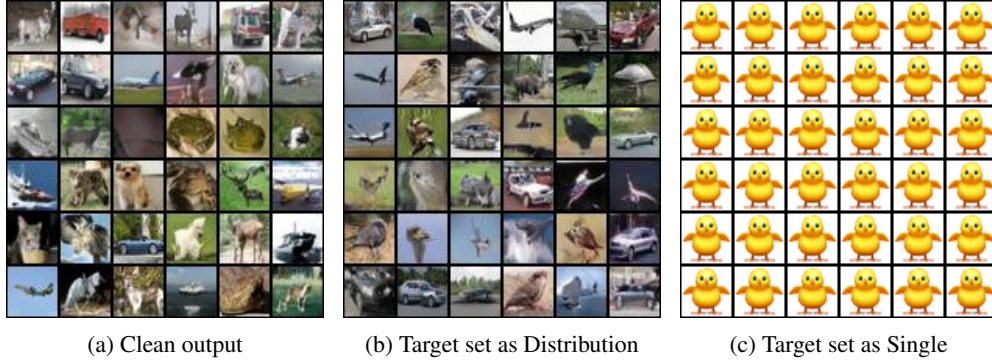 (a) Clean output
(b) Target set as Distribution
(c) Target set as Single